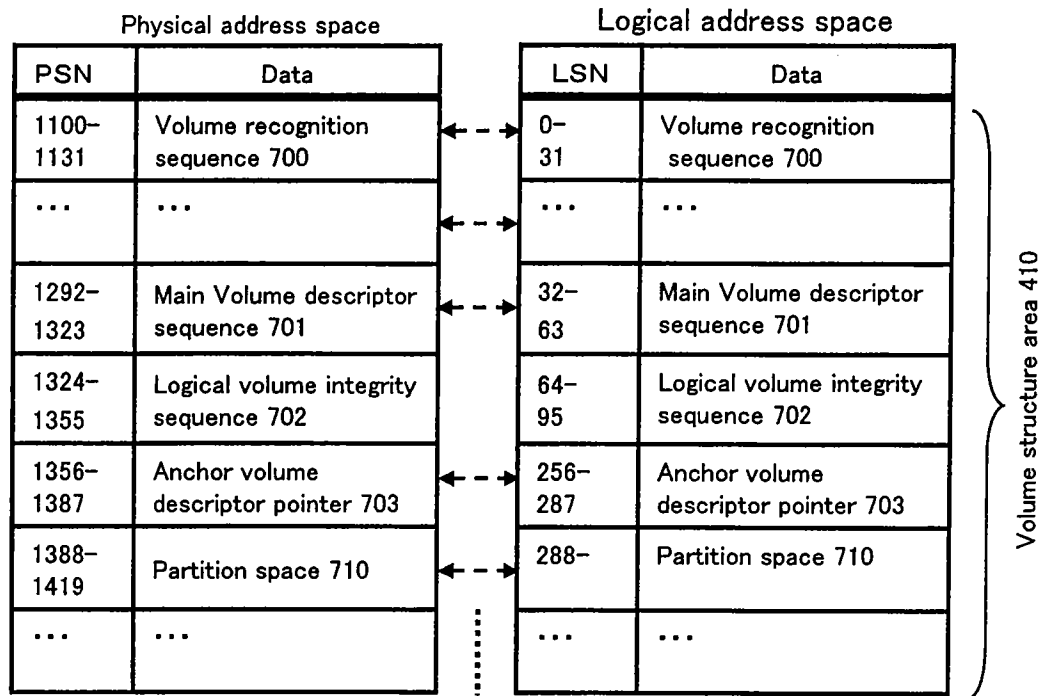 Physical address space
PSN Data
1100-
1131
Volume recognition
sequence 700
... ...
1292-
1323
Main Volume descriptor
sequence 701
1324-
1355
Logical volume integrity
sequence 702
1356-
1387
Anchor volume
descriptor pointer 703
1388-
1419
Partition space 710
... ...
Logical address space
LSN Data
0-
31
Volume recognition
sequence 700
... ...
32-
63
Main Volume descriptor
sequence 701
64-
95
Logical volume integrity
sequence 702
256-
287
Anchor volume
descriptor pointer 703
288-
Partition space 710
... ...
Volume structure area 410